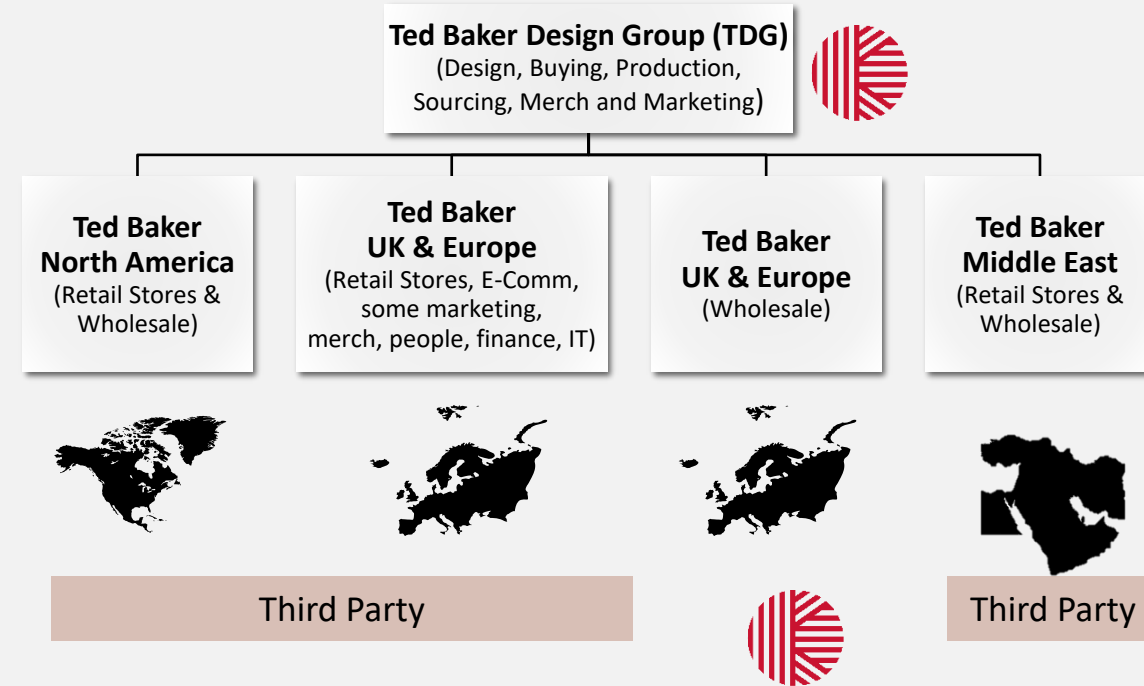 Ted Baker Design Group (TDG)
(Design, Buying, Production,
Sourcing, Merch and Marketing)
Ted Baker
North America
(Retail Stores &
Wholesale)
Ted Baker
UK & Europe
(Retail Stores, E-Comm,
some marketing,
merch, people, finance, IT)
Ted Baker
UK & Europe
(Wholesale)
Ted Baker
Middle East
(Retail Stores &
Wholesale)
Third Party
Third Party